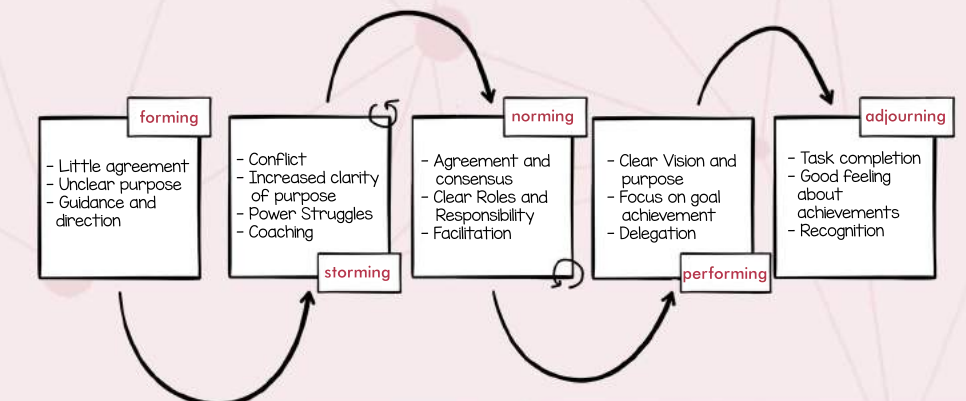 forming
- Little agreement
- Unclear purpose
- Guidance and
direction
- Conflict
- Increased clarity
of purpose
- Power Struggles
- Coaching
storming
norming
- Agreement and
consensus
- Clear Roles and
Responsibility
- Facilitation
- Clear Vision and
purpose
- Focus on goal
achievement
- Delegation
performing
adjourning
- Task completion
- Good feeling
about
achievements
- Recognition